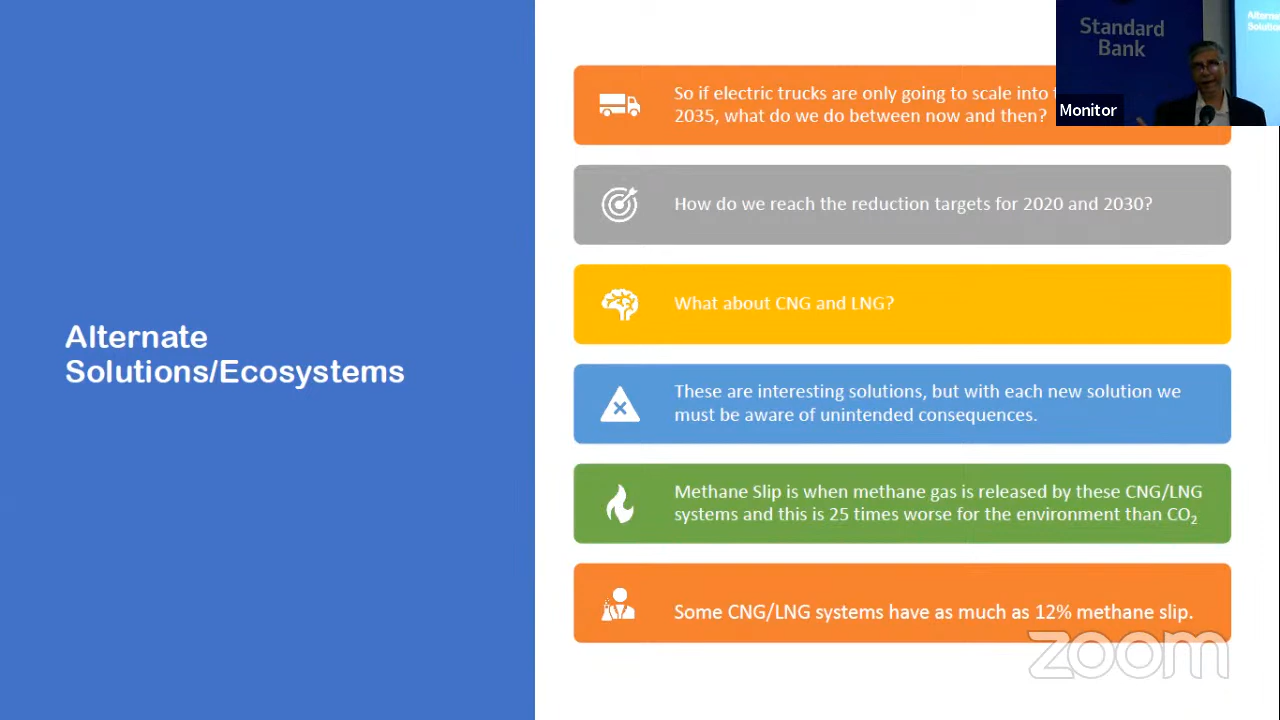 Alternate
Solutions/Ecosystems
So if electric trucks are only going to scale into
2035, what do we do between now and then?
How do we reach the reduction targets for 2020 and 2030?
What about CNG and LNG?
These are interesting solutions, but with each new solution we
must be aware of unintended consequences.
Methane Slip is when methane gas is released by these CNG/LNG
systems and this is 25 times worse for the environment than CO₂
Some CNG/LNG systems have as much as 12% methane slip.
Standard
Bank
Monitor
zoom